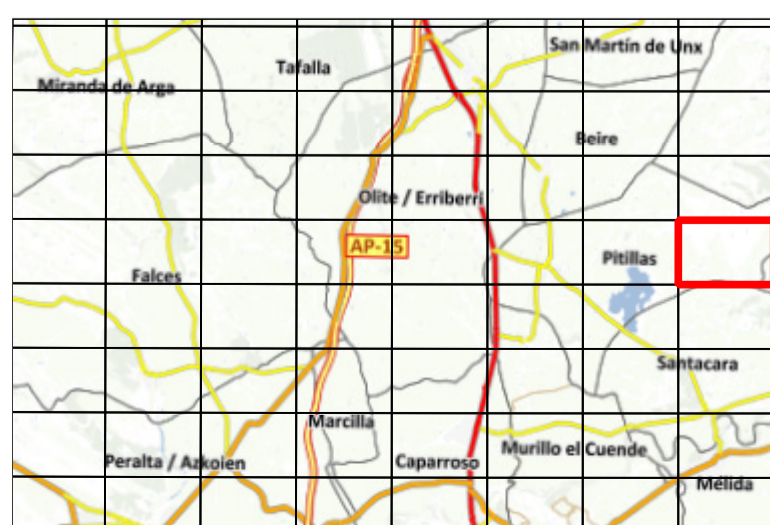 San Martín de Unx
Tafalla
Miranda de Arga
Beire
Olite / Erriberri
AP-15
Pitillas
Falces
Santacara
Marcilla
Murillo el Cuende
Peralta / Azkoien
Caparroso
Mélida